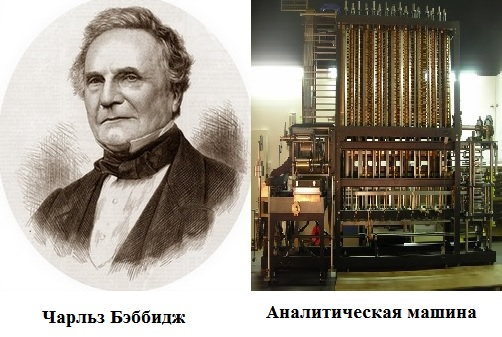 Чарльз Бэббидж
Аналитическая машина